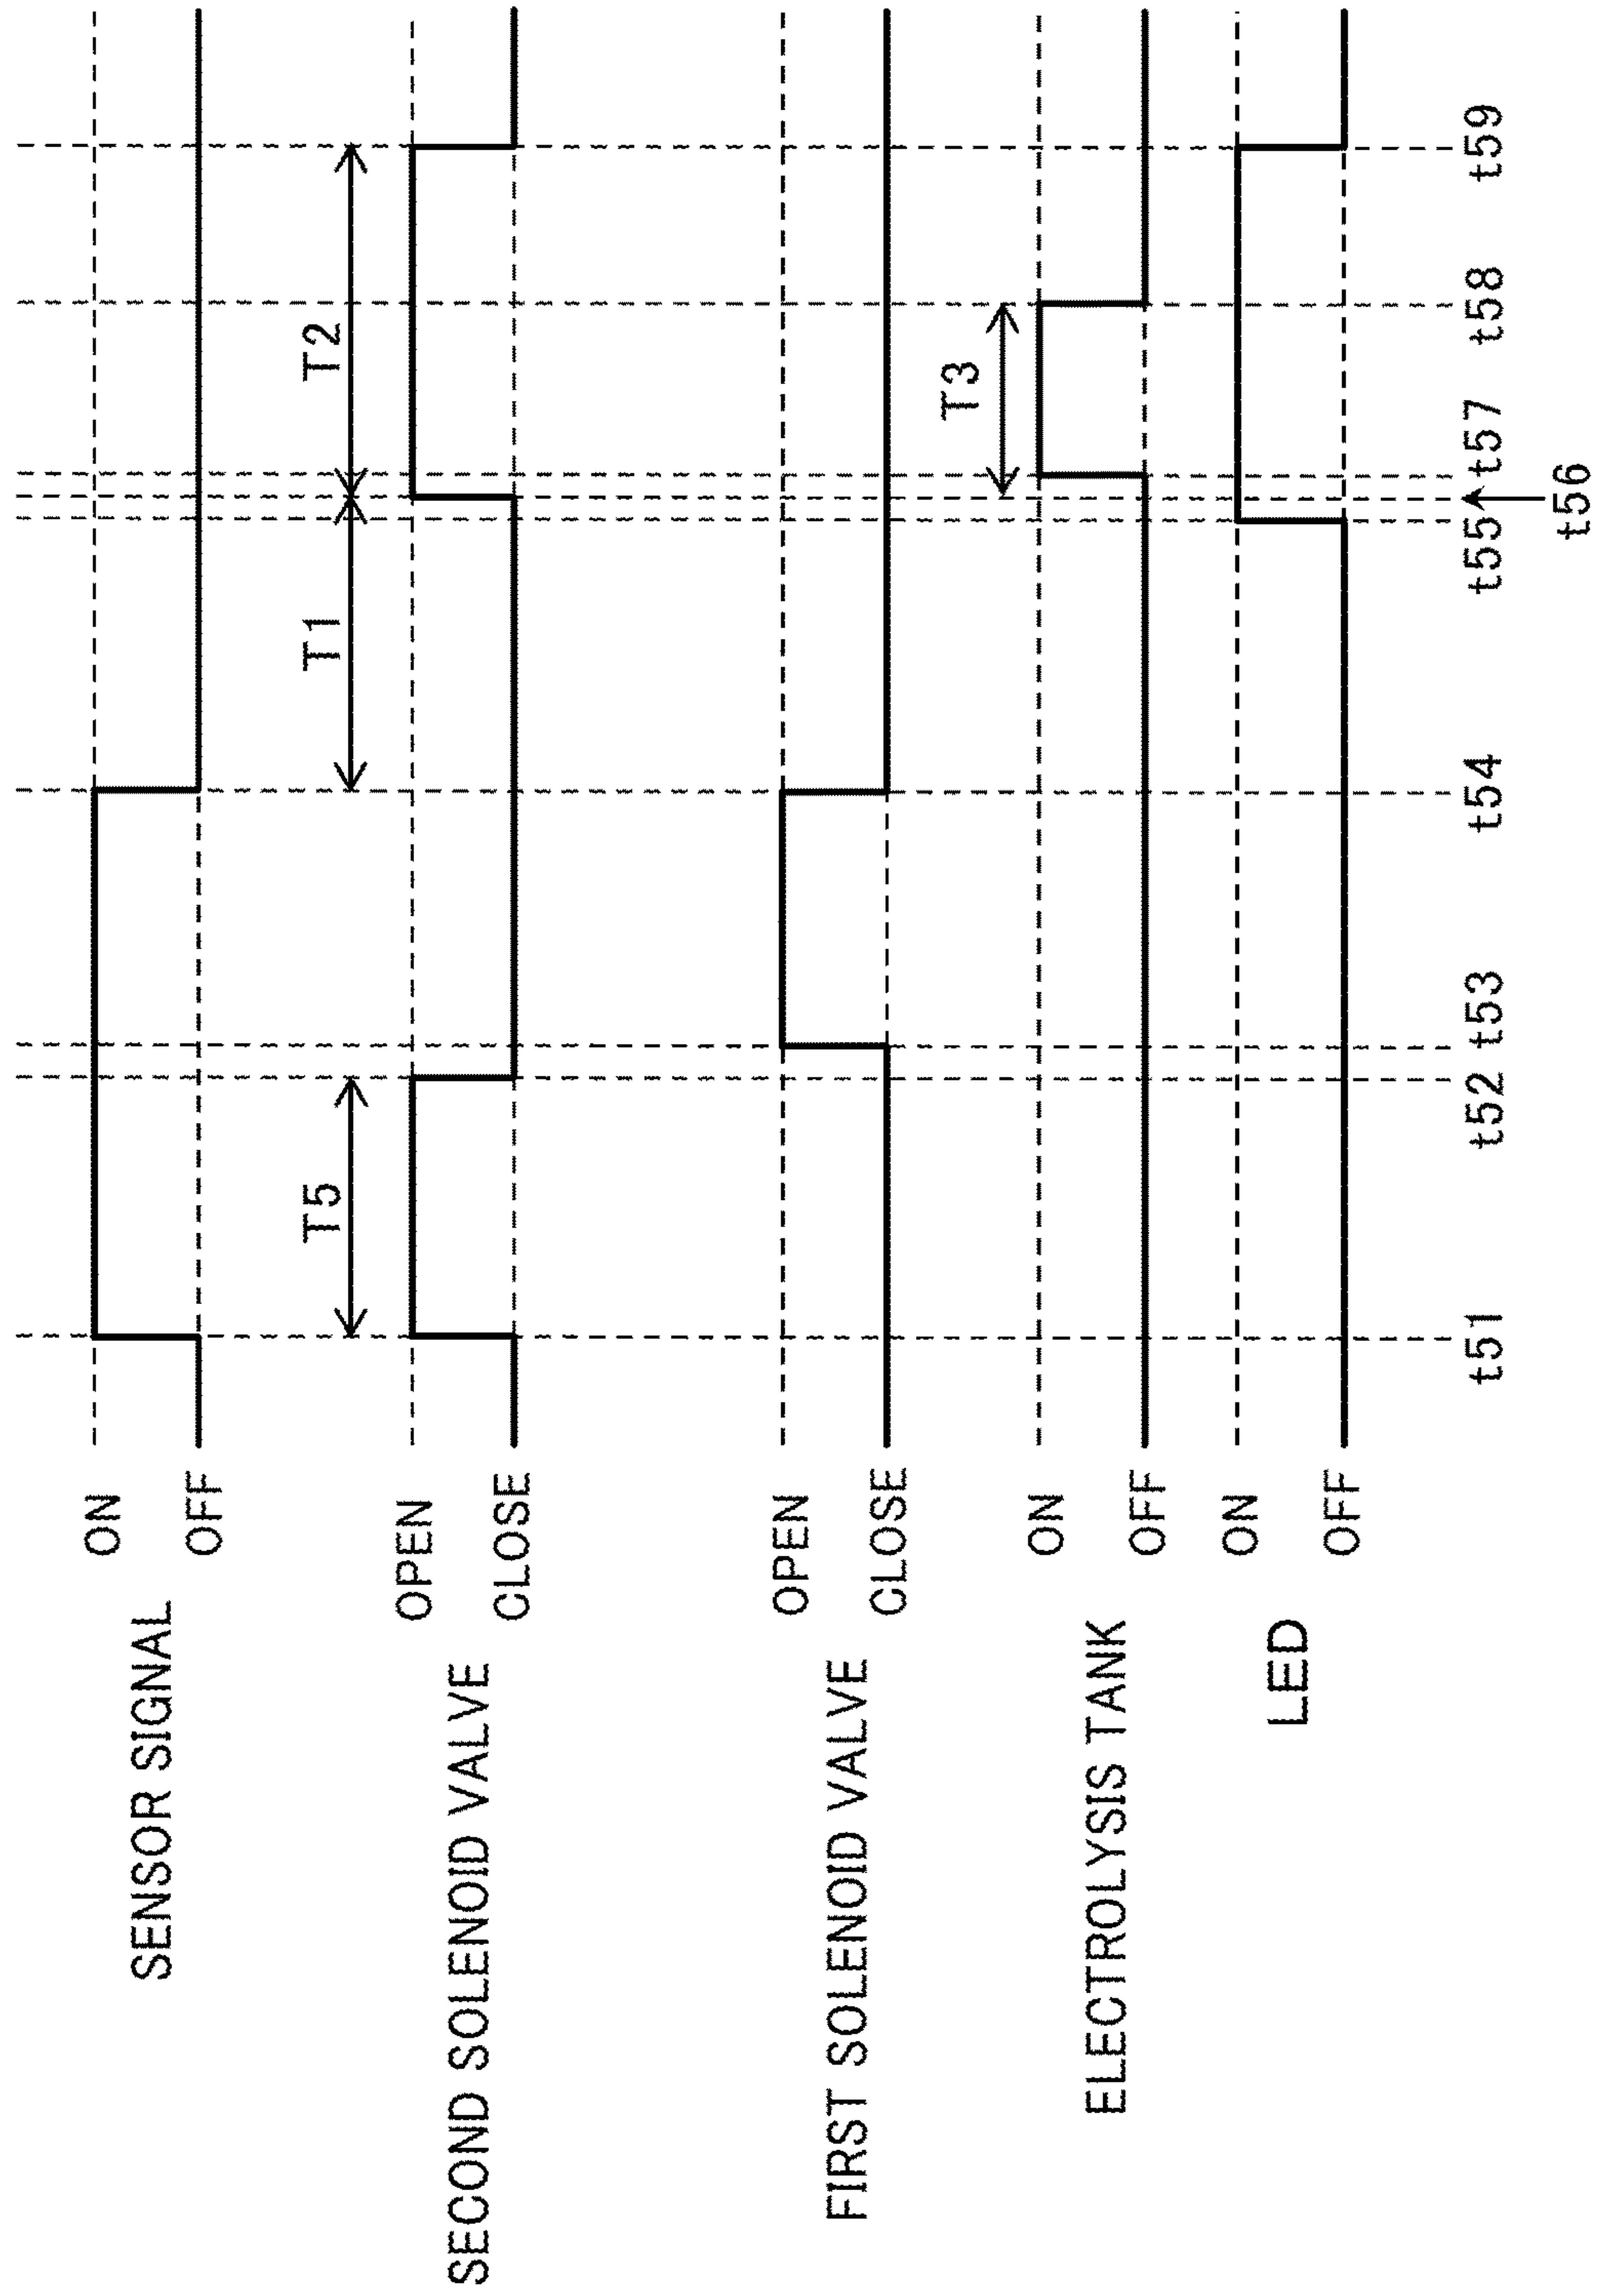 SENSOR SIGNAL
ON
OFF
T5
T1
T2
SECOND SOLENOID VALVE
OPEN
CLOSE
FIRST SOLENOID VALVE
OPEN
CLOSE
T3
ELECTROLYSIS TANK
ON
OFF
LED
ON
OFF
t51 t52 t53 t54 t55 t57 t58 t59
t56